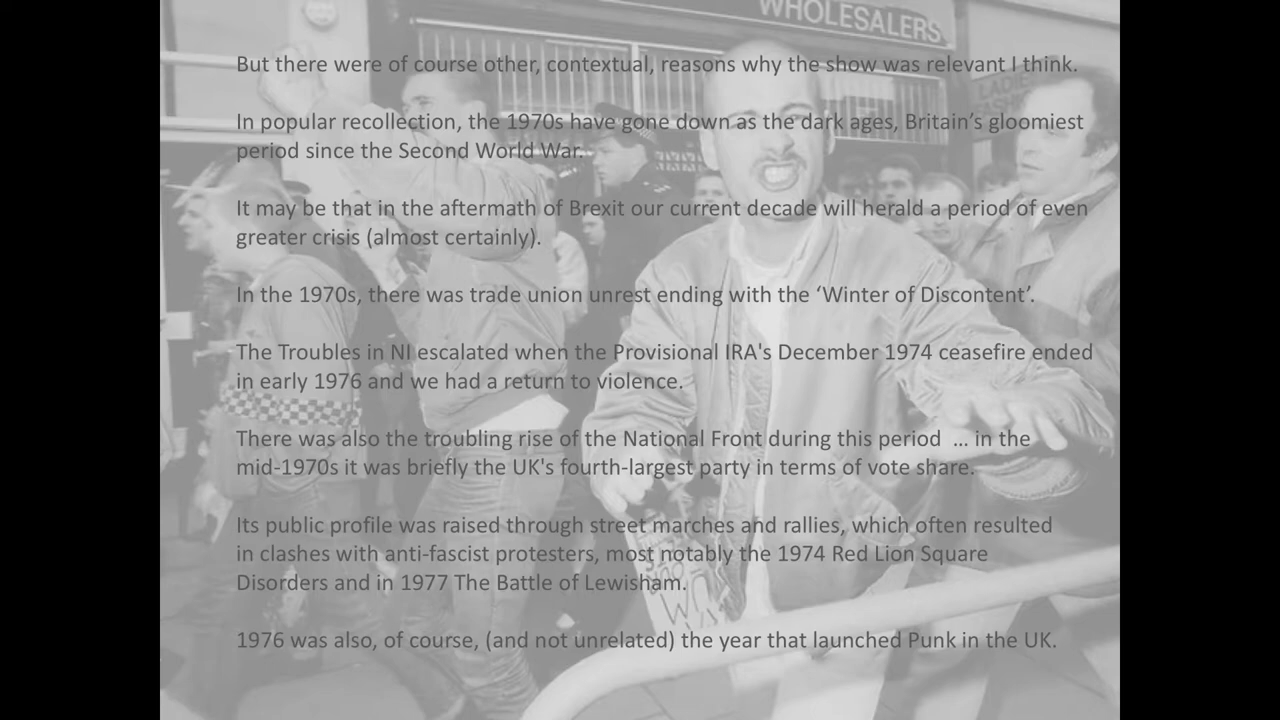 WHOLESALERS
But there were of course other, contextual, reasons why the show was relevant I think.
LADIES
FASHIONS
In popular recollection, the 1970s have gone down as the dark ages, Britain’s gloomiest
period since the Second World War.
It may be that in the aftermath of Brexit our current decade will herald a period of even
greater crisis (almost certainly).
In the 1970s, there was trade union unrest ending with the ‘Winter of Discontent’.
The Troubles in NI escalated when the Provisional IRA's December 1974 ceasefire ended
in early 1976 and we had a return to violence.
There was also the troubling rise of the National Front during this period  … in the
mid-1970s it was briefly the UK's fourth-largest party in terms of vote share.
Its public profile was raised through street marches and rallies, which often resulted
in clashes with anti-fascist protesters, most notably the 1974 Red Lion Square
Disorders and in 1977 The Battle of Lewisham.
1976 was also, of course, (and not unrelated) the year that launched Punk in the UK.